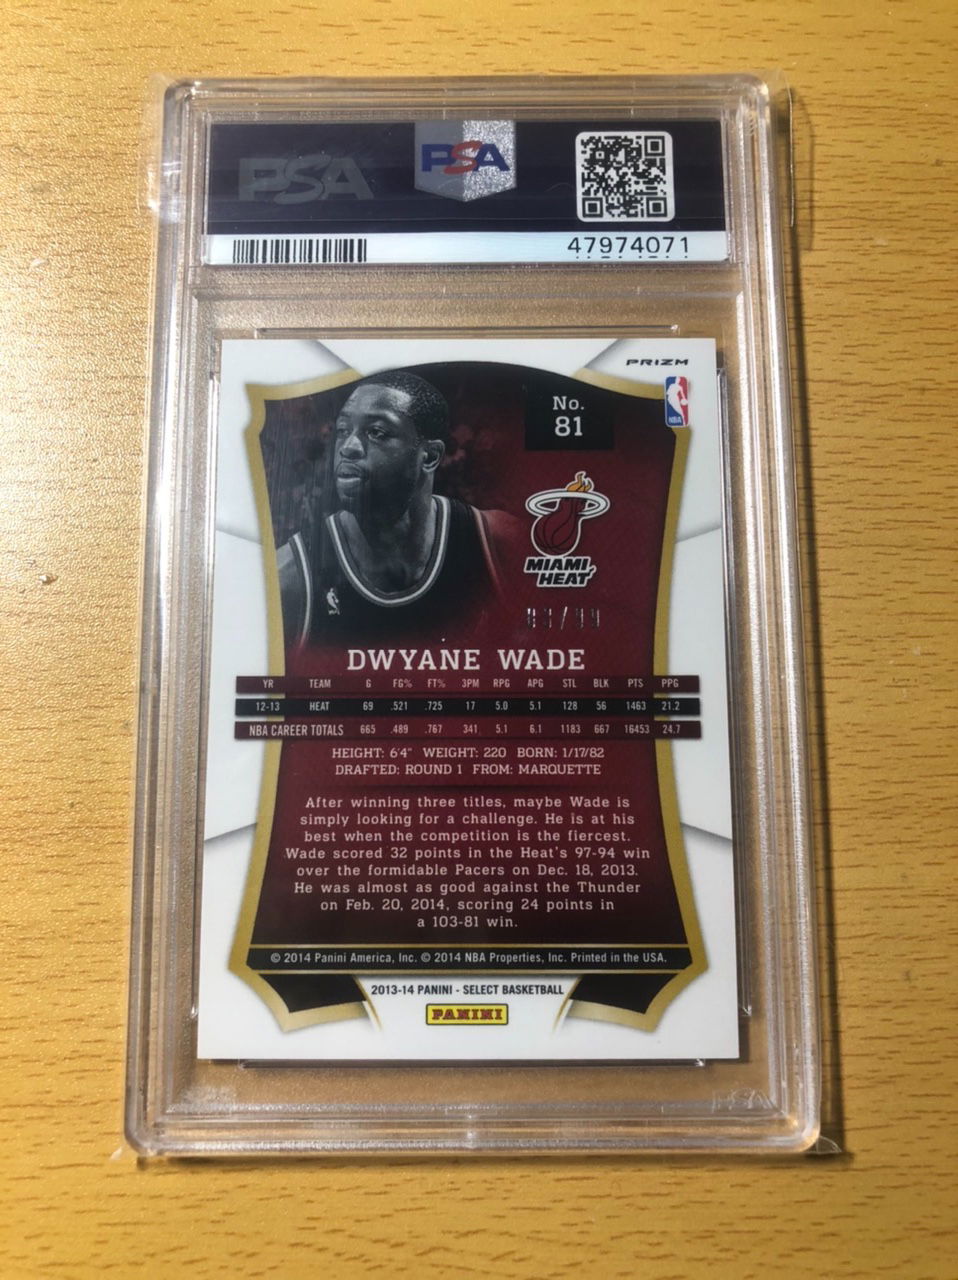 PSA
PSA
47974071
PRIZM
No.
81
NBA
MIAMI
HEAT
DWYANE WADE
YR TEAM G FG% FT% 3PM RPG APG STL BLK PTS PPG
12-13 HEAT 69 .521 .725 17 5.0 5.1 128 56 1463 21.2
NBA CAREER TOTALS 665 .489 .767 341 5.1 6.1 1183 667 16453 24.7
HEIGHT: 6'4" WEIGHT: 220 BORN: 1/17/82
DRAFTED: ROUND 1 FROM: MARQUETTE
After winning three titles, maybe Wade is
simply looking for a challenge. He is at his
best when the competition is the fiercest.
Wade scored 32 points in the Heat's 97-94 win
over the formidable Pacers on Dec. 18, 2013.
He was almost as good against the Thunder
on Feb. 20, 2014, scoring 24 points in
a 103-81 win.
© 2014 Panini America, Inc. © 2014 NBA Properties, Inc. Printed in the USA.
2013-14 PANINI - SELECT BASKETBALL
PANINI
PSA